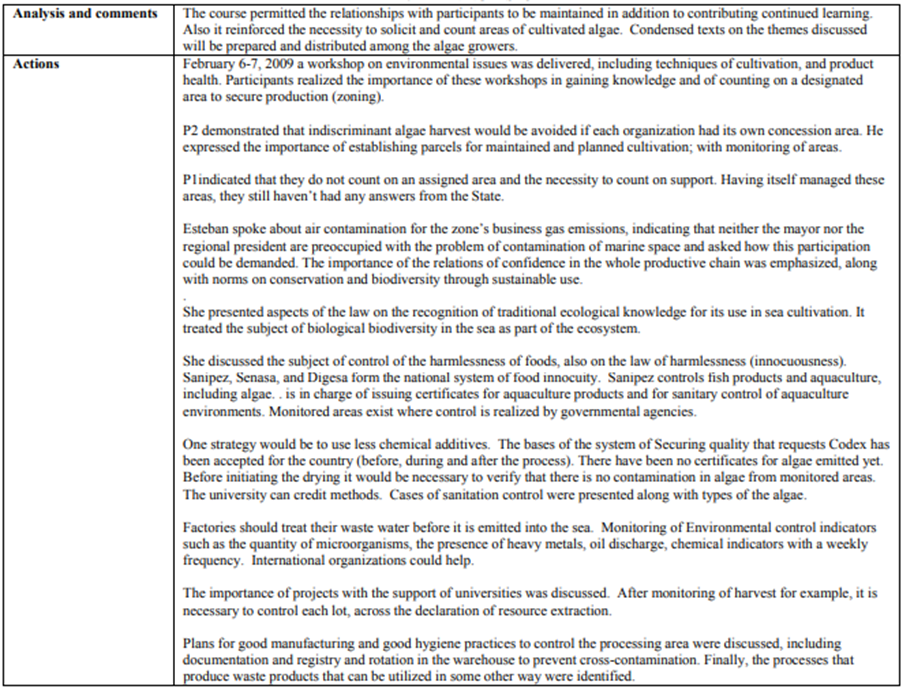 Analysis and comments
The course permitted the relationships with participants to be maintained in addition to contributing continued learning.
Also it reinforced the necessity to solicit and count areas of cultivated algae. Condensed texts on the themes discussed
will be prepared and distributed among the algae growers.
Actions
February 6-7, 2009 a workshop on environmental issues was delivered, including techniques of cultivation, and product
health. Participants realized the importance of these workshops in gaining knowledge and of counting on a designated
area to secure production (zoning).
P2 demonstrated that indiscriminant algae harvest would be avoided if each organization had its own concession area. He
expressed the importance of establishing parcels for maintained and planned cultivation; with monitoring of areas.
P1indicated that they do not count on an assigned area and the necessity to count on support. Having itself managed these
areas, they still haven't had any answers from the State.
Esteban spoke about air contamination for the zone's business gas emissions, indicating that neither the mayor nor the
regional president are preoccupied with the problem of contamination of marine space and asked how this participation
could be demanded. The importance of the relations of confidence in the whole productive chain was emphasized, along
with norms on conservation and biodiversity through sustainable use.
.
She presented aspects of the law on the recognition of traditional ecological knowledge for its use in sea cultivation. It
treated the subject of biological biodiversity in the sea as part of the ecosystem.
She discussed the subject of control of the harmlessness of foods, also on the law of harmlessness (innocuousness).
Sanipez, Senasa, and Digesa form the national system of food innocuity. Sanipez controls fish products and aquaculture,
including algae. . is in charge of issuing certificates for aquaculture products and for sanitary control of aquaculture
environments. Monitored areas exist where control is realized by governmental agencies.
One strategy would be to use less chemical additives. The bases of the system of Securing quality that requests Codex has
been accepted for the country (before, during and after the process). There have been no certificates for algae emitted yet.
Before initiating the drying it would be necessary to verify that there is no contamination in algae from monitored areas.
The university can credit methods. Cases of sanitation control were presented along with types of the algae.
Factories should treat their waste water before it is emitted into the sea. Monitoring of Environmental control indicators
such as the quantity of microorganisms, the presence of heavy metals, oil discharge, chemical indicators with a weekly
frequency. International organizations could help.
The importance of projects with the support of universities was discussed. After monitoring of harvest for example, it is
necessary to control each lot, across the declaration of resource extraction.
Plans for good manufacturing and good hygiene practices to control the processing area were discussed, including
documentation and registry and rotation in the warehouse to prevent cross-contamination. Finally, the processes that
produce waste products that can be utilized in some other way were identified.